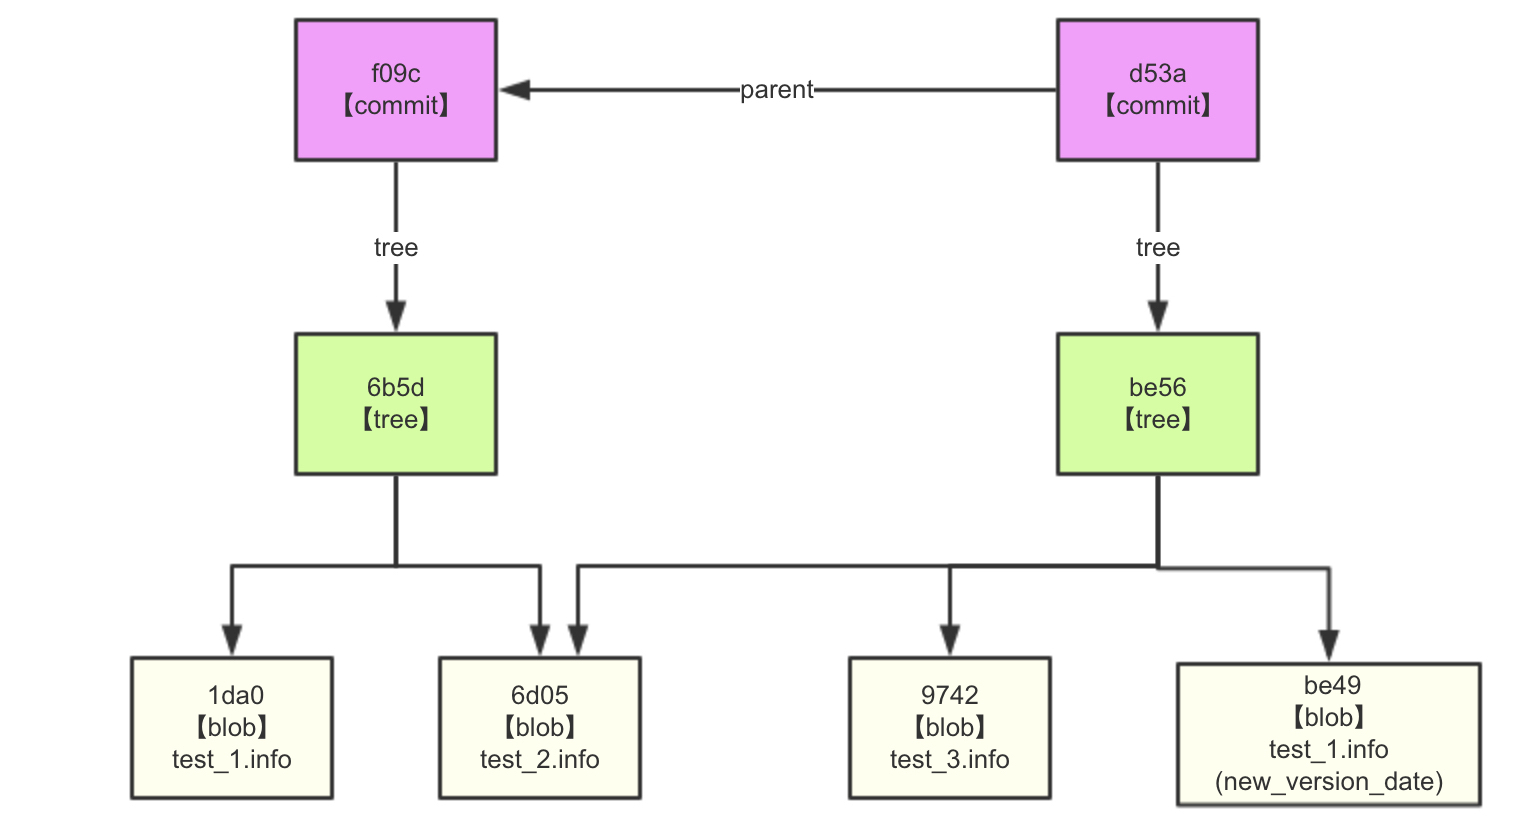 f09c
【commit】
parent
d53a
【commit】
tree
tree
6b5d
【tree】
be56
【tree】
1da0
【blob】
test_1.info
6d05
【blob】
test_2.info
9742
【blob】
test_3.info
be49
【blob】
test_1.info
(new_version_date)